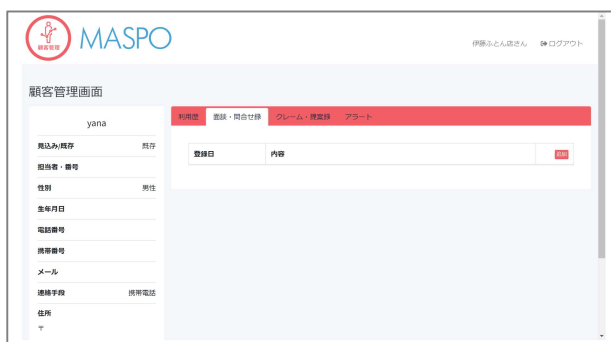 顧客管理
MASPO
伊藤ふとん店さん ログアウト
顧客管理画面
yana
見込み/既存 既存
担当者・番号
性別 男性
生年月日
電話番号
携帯番号
メール
連絡手段 携帯電話
住所
〒
利用歴 面談・問合せ録 クレーム・提案録 アラート
登録日 内容 追加